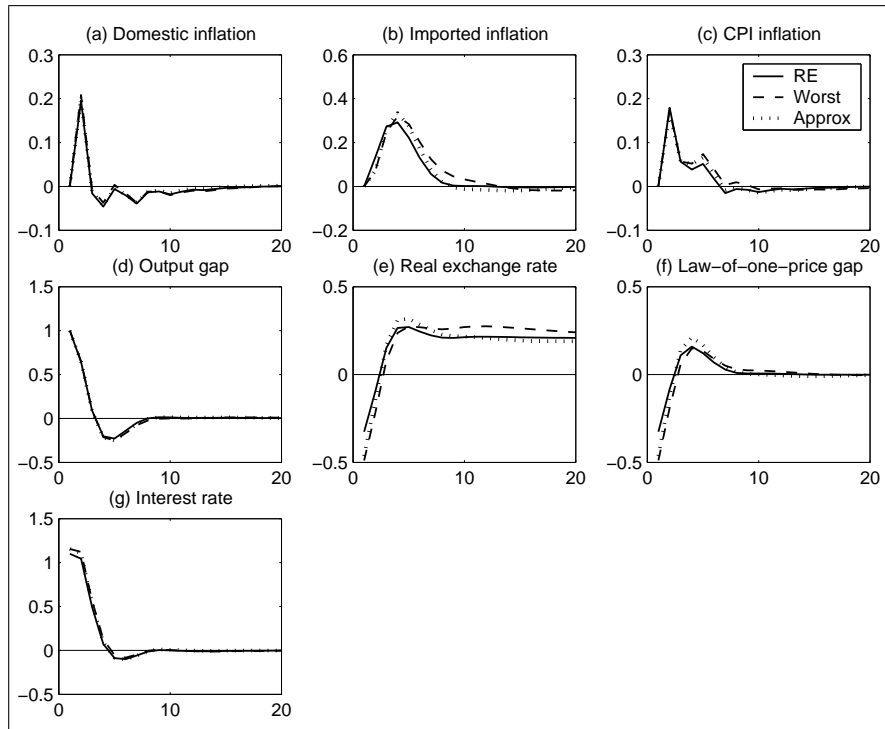 (a) Domestic inflation
(b) Imported inflation
(c) CPI inflation
0.3
0.2
0.1
0
−0.1
0 10 20
0.6
0.4
0.2
0
−0.2
0 10 20
0.3
0.2
0.1
0
−0.1
0 10 20
RE
Worst
Approx
(d) Output gap
(e) Real exchange rate
(f) Law−of−one−price gap
1.5
1
0.5
0
−0.5
0 10 20
0.5
0
−0.5
0 10 20
0.5
0
−0.5
0 10 20
(g) Interest rate
1.5
1
0.5
0
−0.5
0 10 20